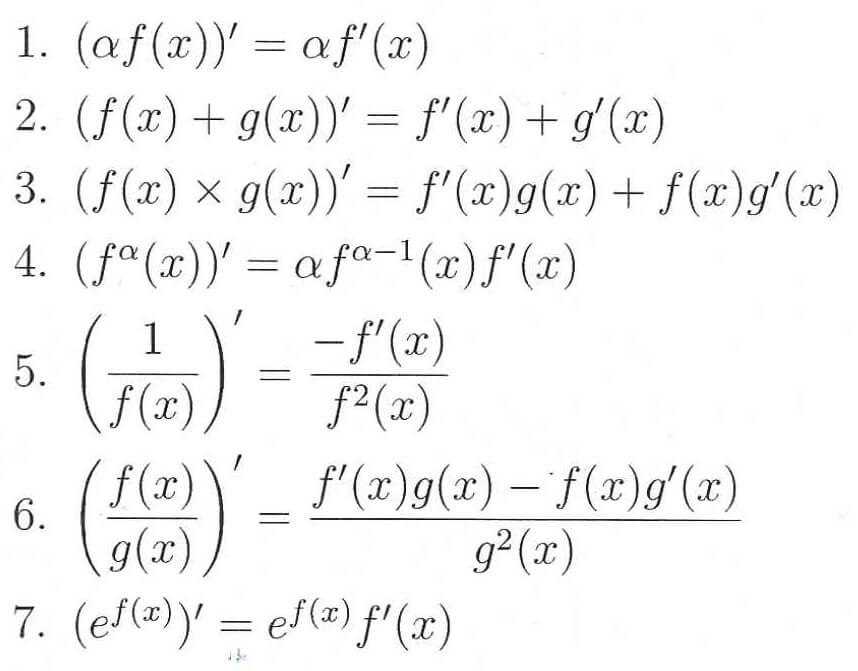 1. (αf(x))′ = αf′(x)
2. (f(x) + g(x))′ = f′(x) + g′(x)
3. (f(x) × g(x))′ = f′(x)g(x) + f(x)g′(x)
4. (f^α(x))′ = αf^{α−1}(x)f′(x)
5. (1/f(x))′ = −f′(x)/f²(x)
6. (f(x)/g(x))′ = (f′(x)g(x) − f(x)g′(x))/g²(x)
7. (e^{f(x)})′ = e^{f(x)} f′(x)